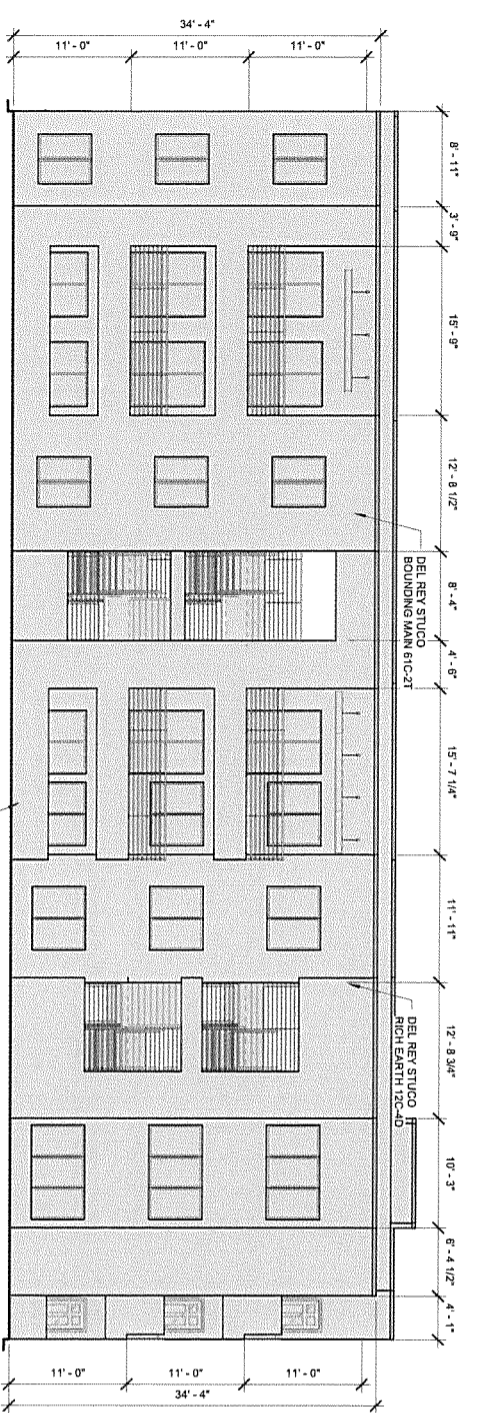 34' - 4"
11' - 0"
11' - 0"
11' - 0"
8' - 11"
3' - 9"
15' - 9"
12' - 8 1/2"
8' - 4"
4' - 6"
15' - 7 1/4"
11' - 11"
12' - 8 3/4"
10' - 3"
6' - 4 1/2"
4' - 1"
DEL REY STUCO
BOUNDING MAIN 61C-2T
DEL REY STUCO
RICH EARTH 12C-4D
11' - 0"
11' - 0"
11' - 0"
34' - 4"